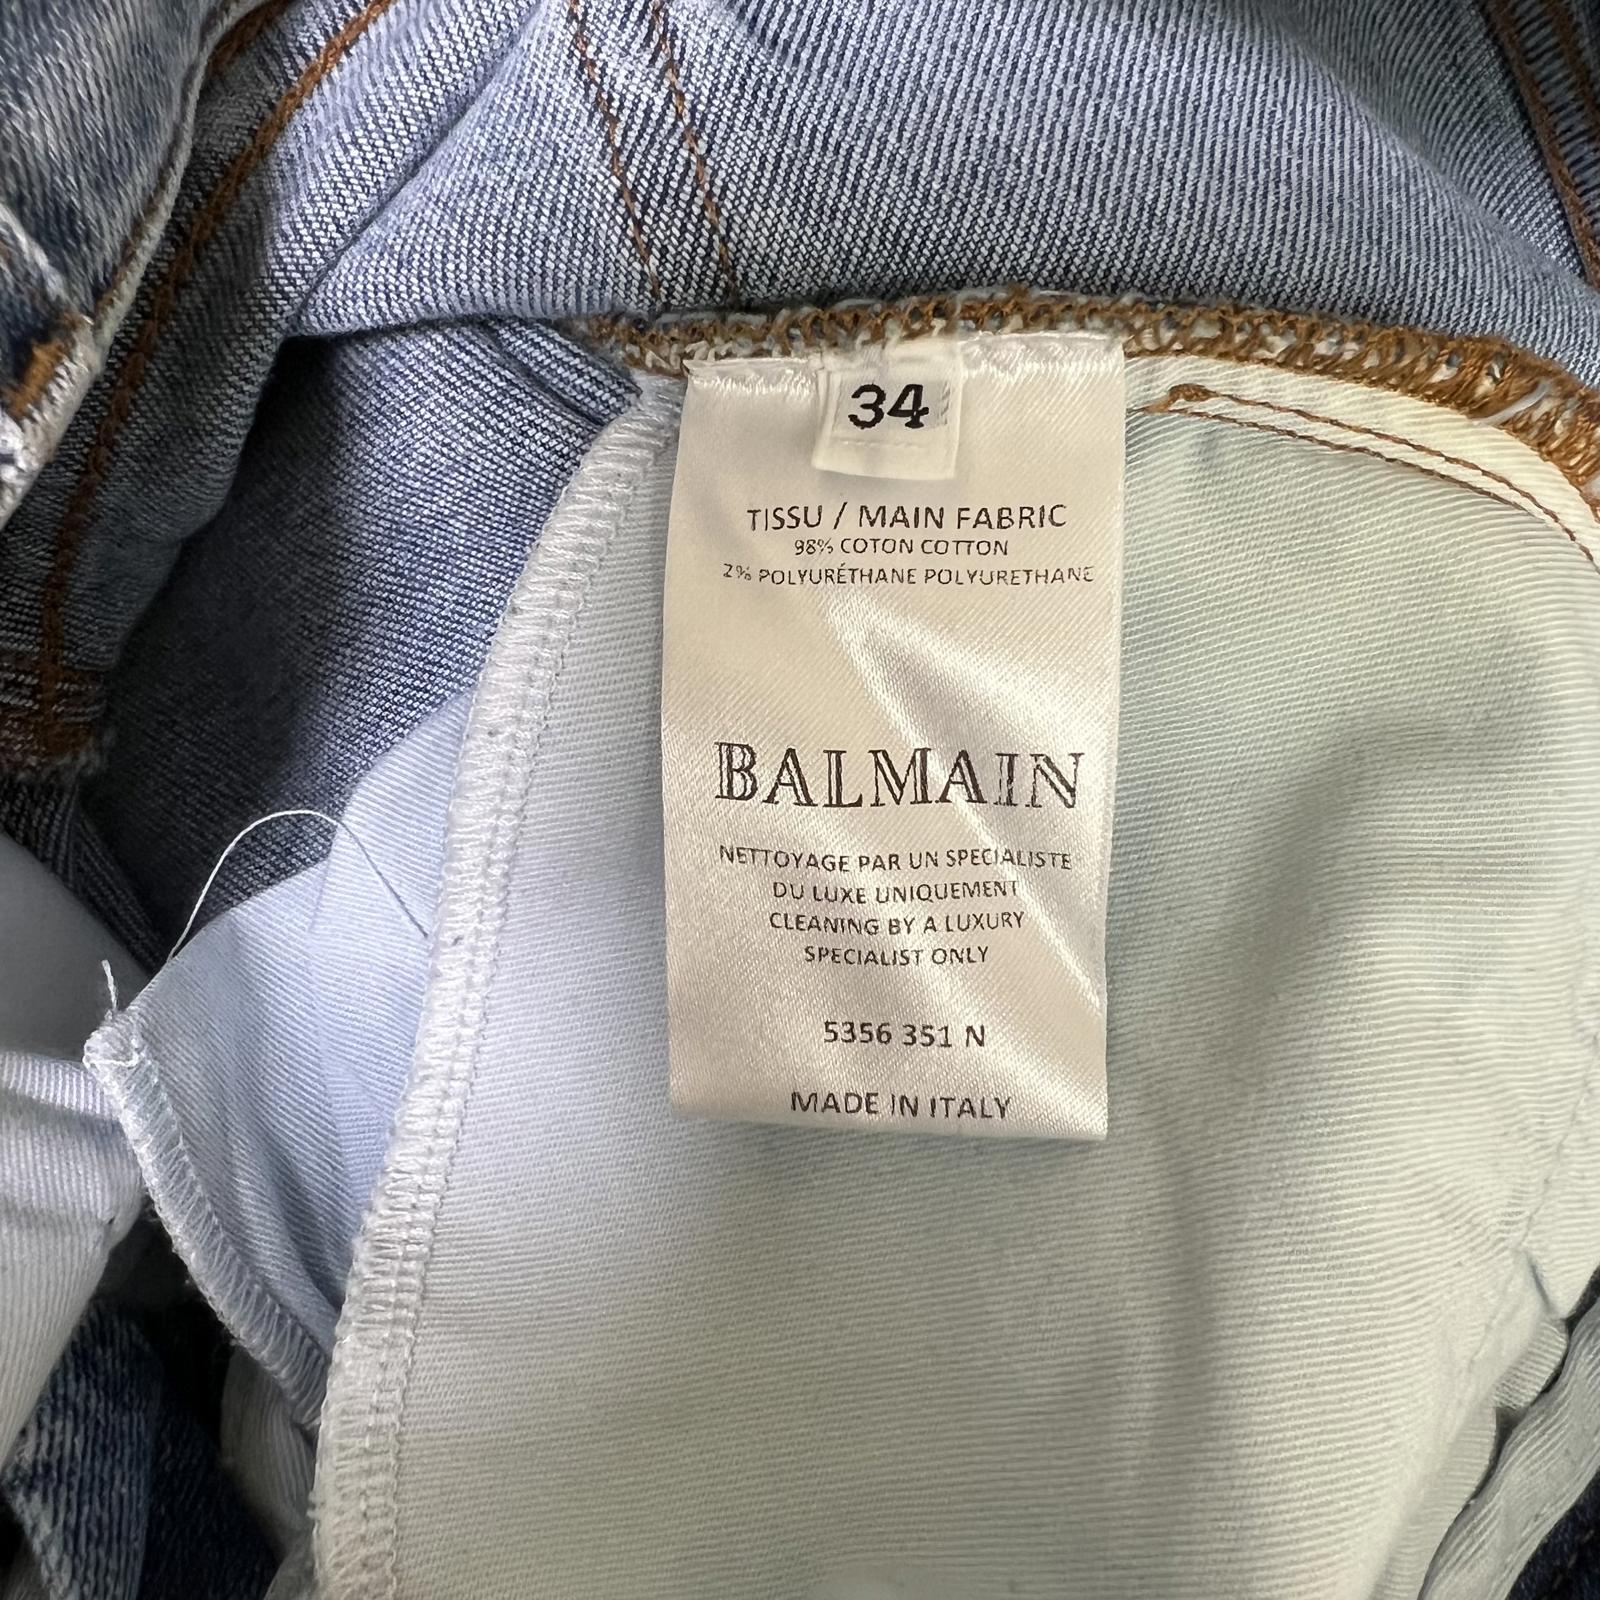 34
TISSU / MAIN FABRIC
98% COTON COTTON
2% POLYURÉTHANE POLYURETHANE
BALMAIN
NETTOYAGE PAR UN SPECIALISTE
DU LUXE UNIQUEMENT
CLEANING BY A LUXURY
SPECIALIST ONLY
5356 351 N
MADE IN ITALY